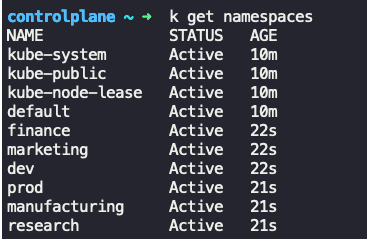 controlplane ~ ➜  k get namespaces
NAME              STATUS   AGE
kube-system       Active   10m
kube-public       Active   10m
kube-node-lease   Active   10m
default           Active   10m
finance           Active   22s
marketing         Active   22s
dev               Active   22s
prod              Active   21s
manufacturing     Active   21s
research          Active   21s